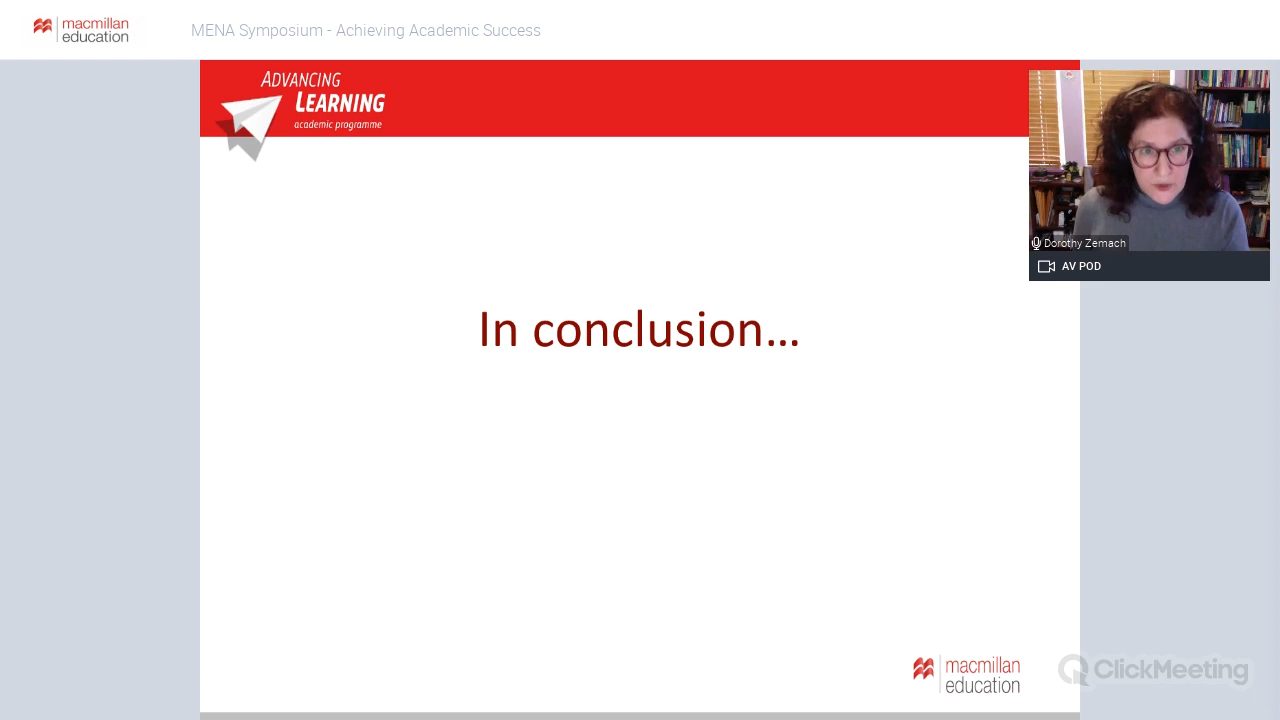 macmillan
education
MENA Symposium - Achieving Academic Success
ADVANCING
LEARNING
academic programme
Dorothy Zemach
AV POD
In conclusion...
macmillan
education
ClickMeeting